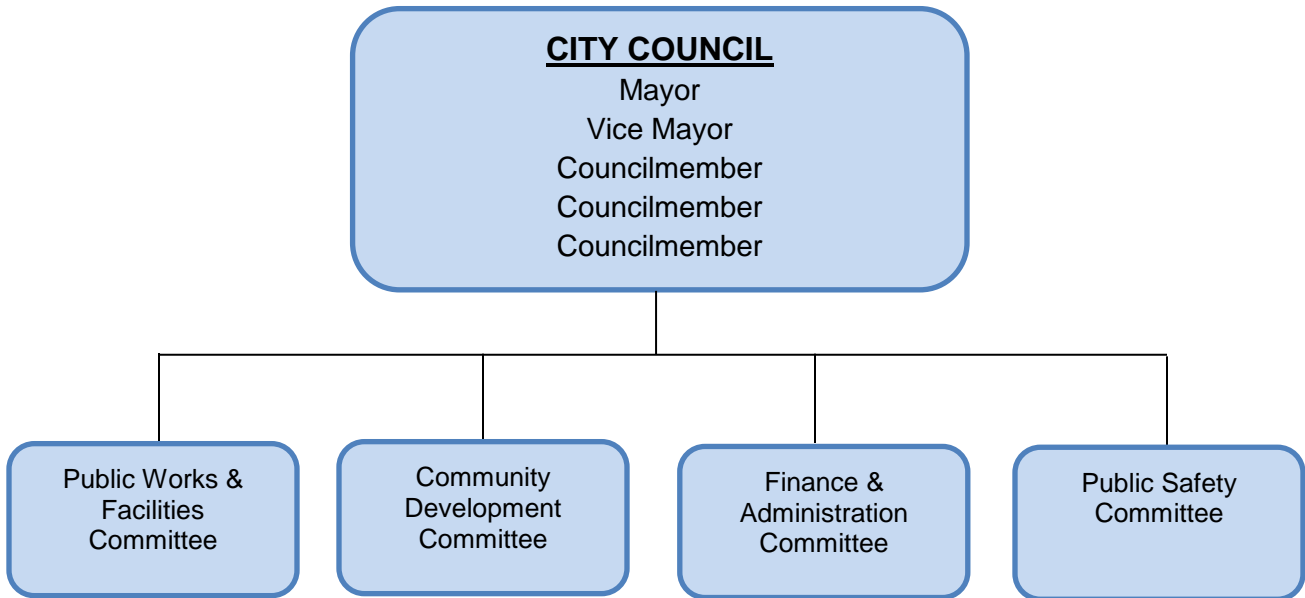 CITY COUNCIL
Mayor
Vice Mayor
Councilmember
Councilmember
Councilmember
Public Works &
Facilities
Committee
Community
Development
Committee
Finance &
Administration
Committee
Public Safety
Committee